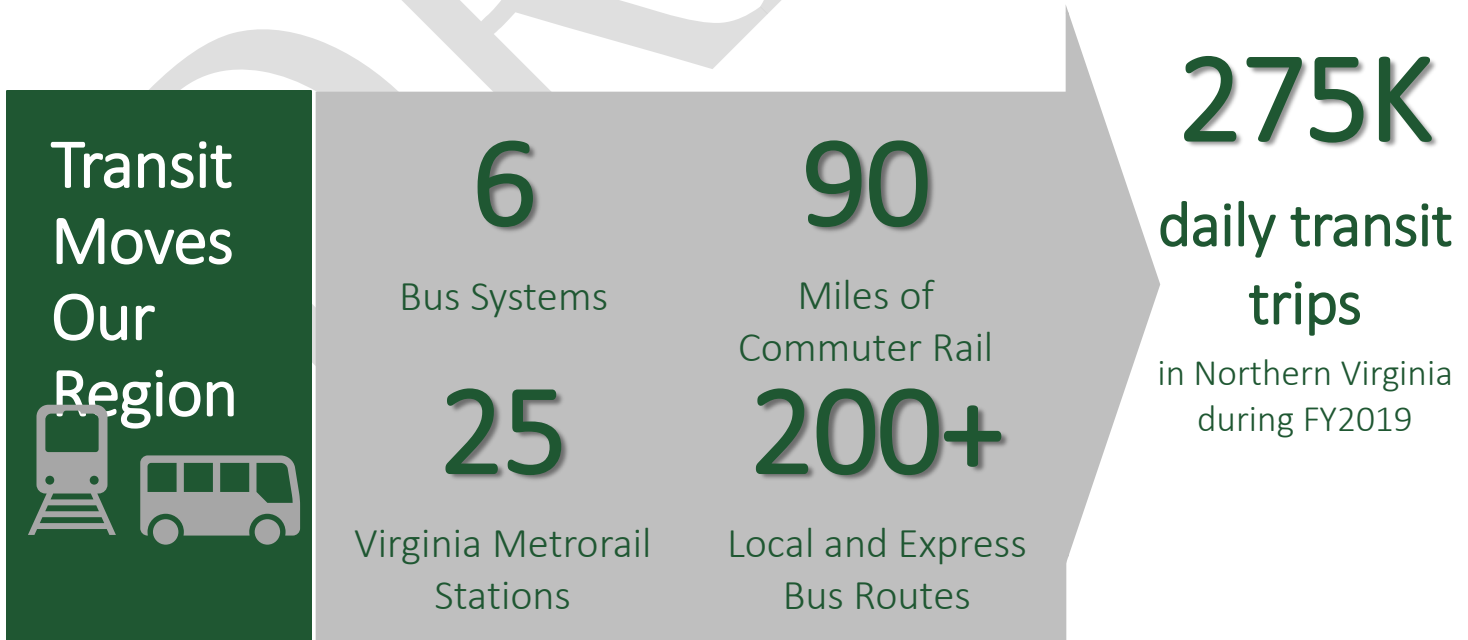 Transit
Moves
Our
Region
6
Bus Systems
90
Miles of
Commuter Rail
25
Virginia Metrorail
Stations
200+
Local and Express
Bus Routes
275K
daily transit
trips
in Northern Virginia
during FY2019